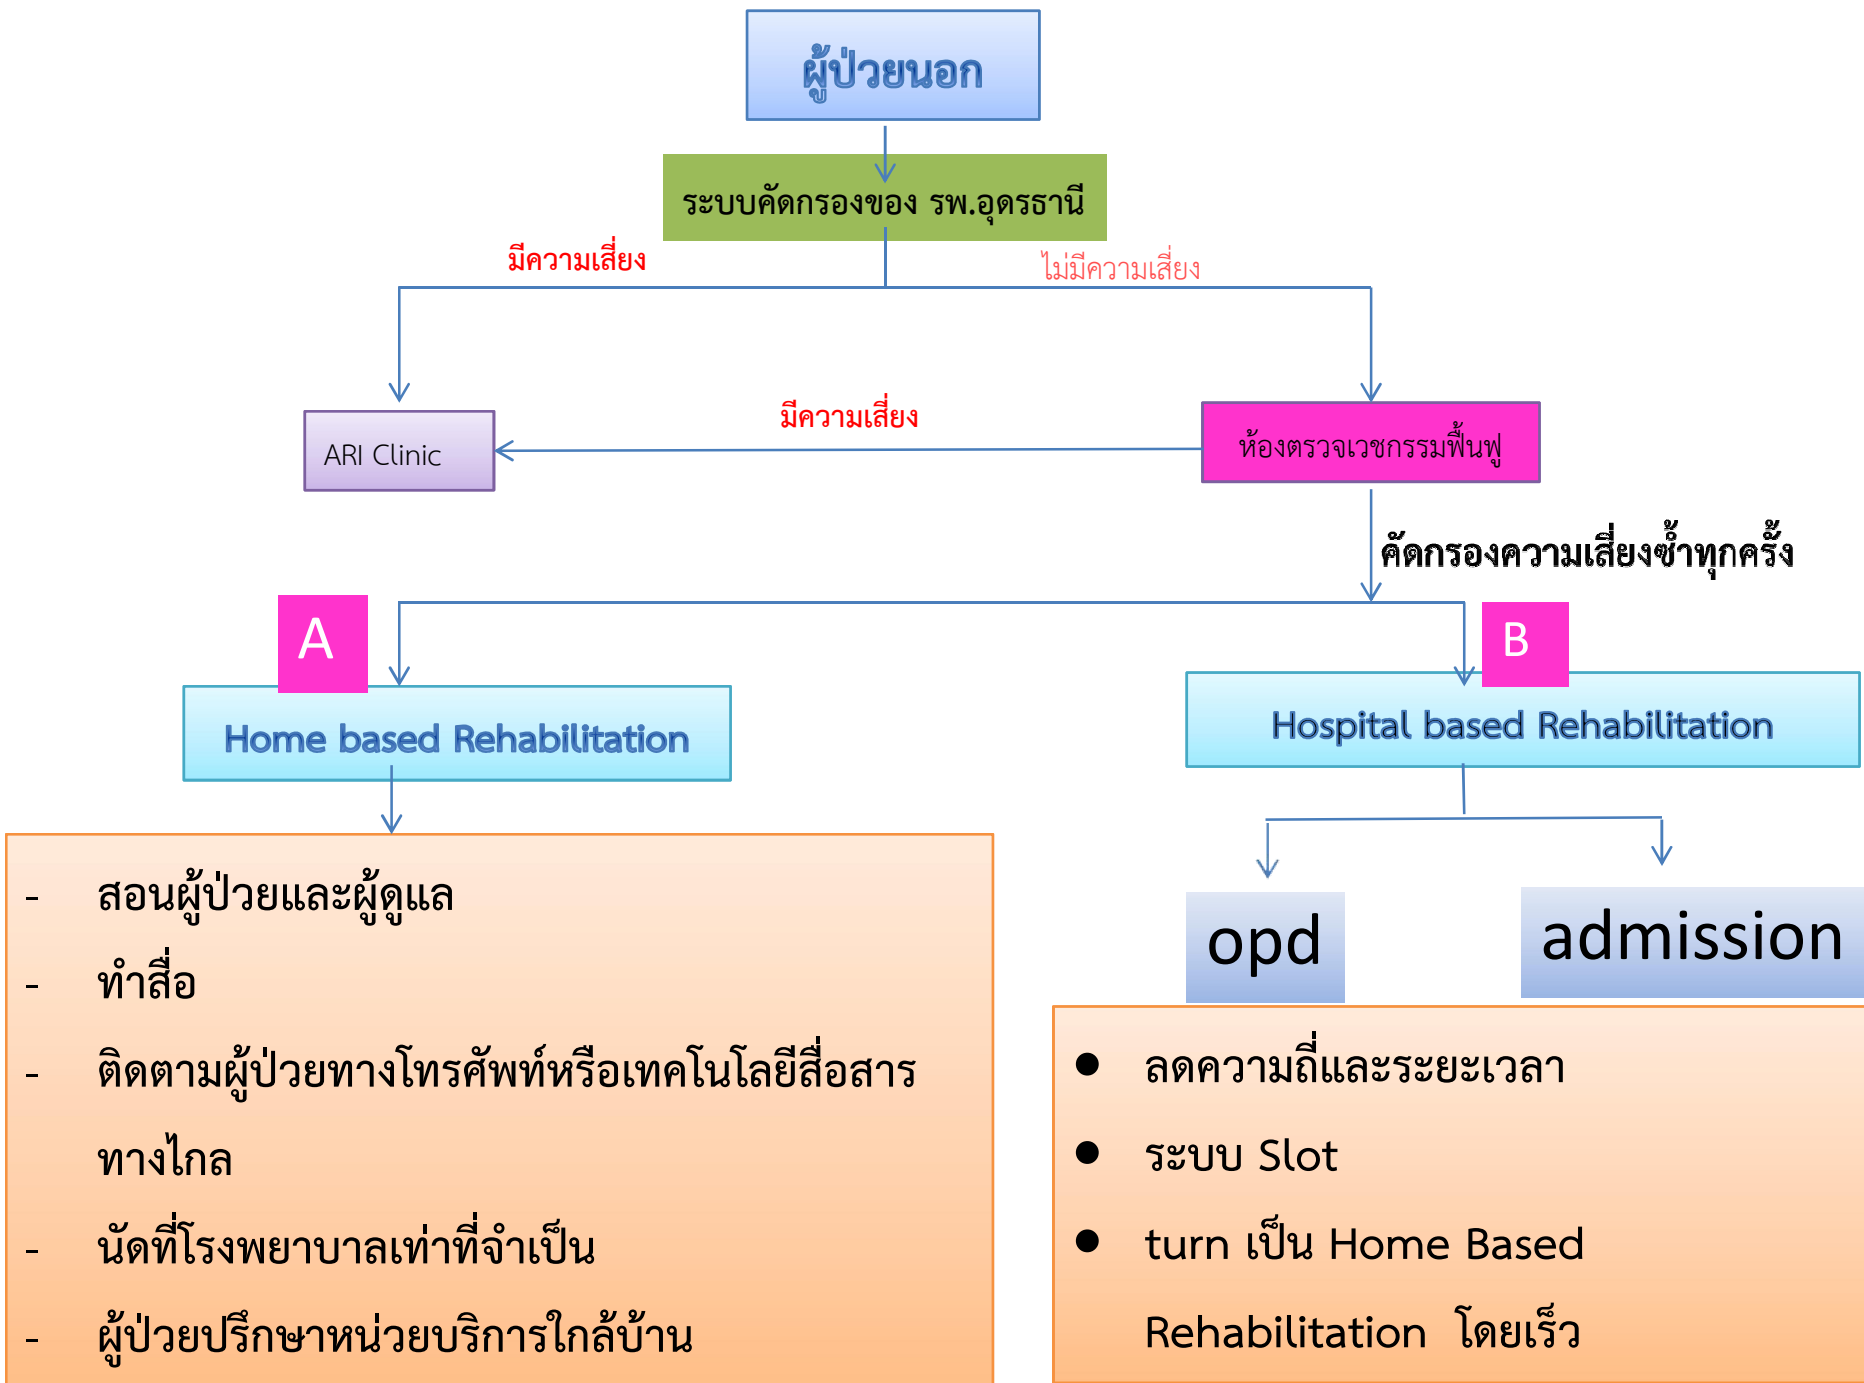 ผู้ป่วยนอก
ระบบคัดกรองของ รพ.อุดรธานี
มีความเสี่ยง
ไม่มีความเสี่ยง
มีความเสี่ยง
ARI Clinic
ห้องตรวจเวชกรรมฟื้นฟู
คัดกรองความเสี่ยงซ้ำทุกครั้ง
A
B
Home based Rehabilitation
Hospital based Rehabilitation
opd
admission
- สอนผู้ป่วยและผู้ดูแล
- ทำสื่อ
- ติดตามผู้ป่วยทางโทรศัพท์หรือเทคโนโลยีสื่อสาร
ทางไกล
- นัดที่โรงพยาบาลเท่าที่จำเป็น
- ผู้ป่วยปรึกษาหน่วยบริการใกล้บ้าน
● ลดความถี่และระยะเวลา
● ระบบ Slot
● turn เป็น Home Based
Rehabilitation โดยเร็ว